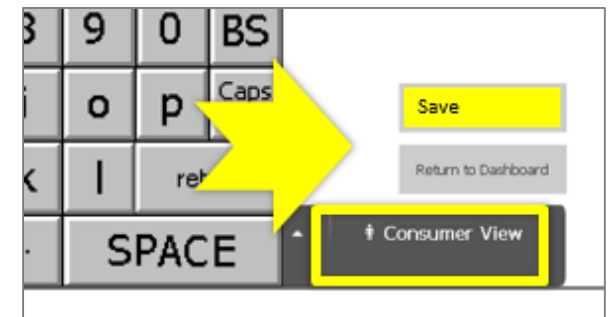 9 0 BS
Caps
Save
o p
Return to Dashboard
l
Consumer View
SPACE